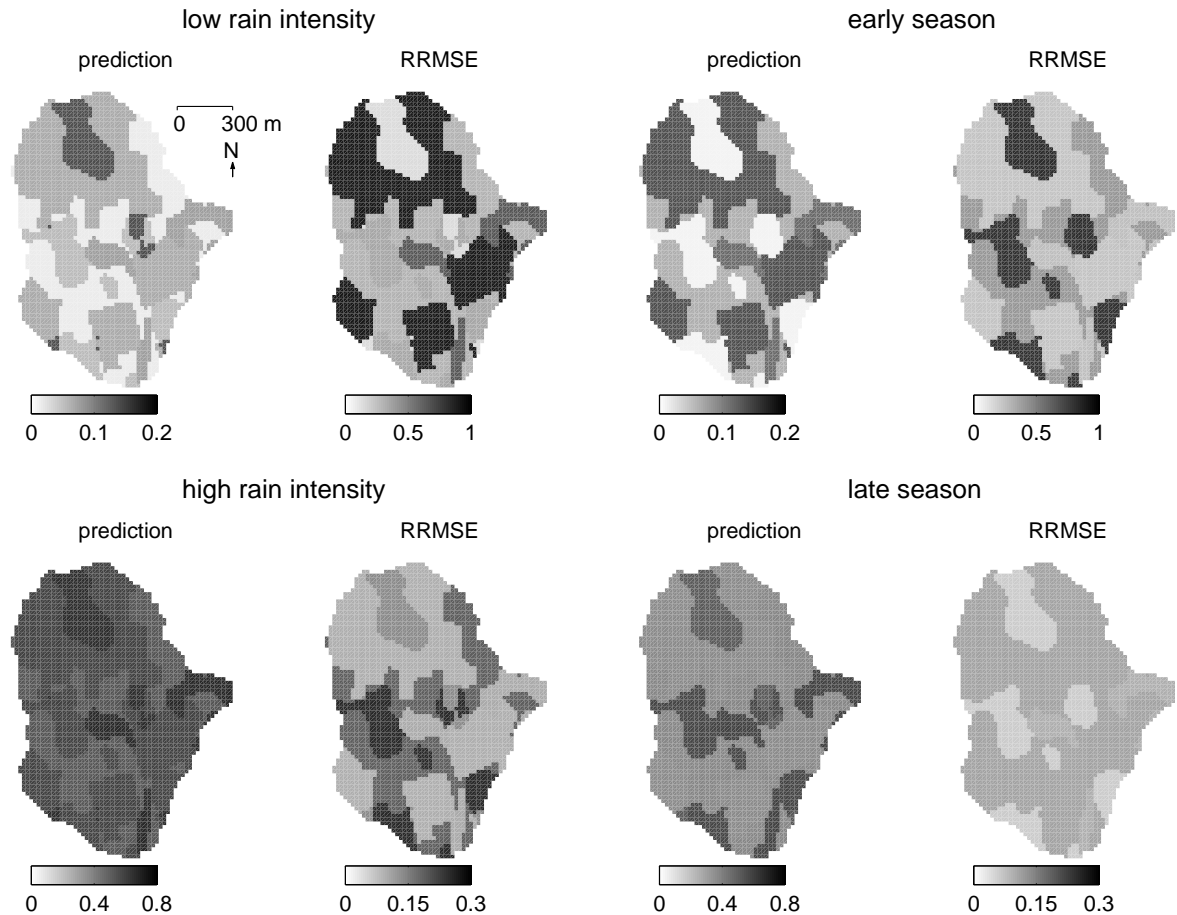 low rain intensity early season
prediction RRMSE prediction RRMSE
0 300 m
N
0 0.1 0.2 0 0.5 1 0 0.1 0.2 0 0.5 1
high rain intensity late season
prediction RRMSE prediction RRMSE
0 0.4 0.8 0 0.15 0.3 0 0.4 0.8 0 0.15 0.3